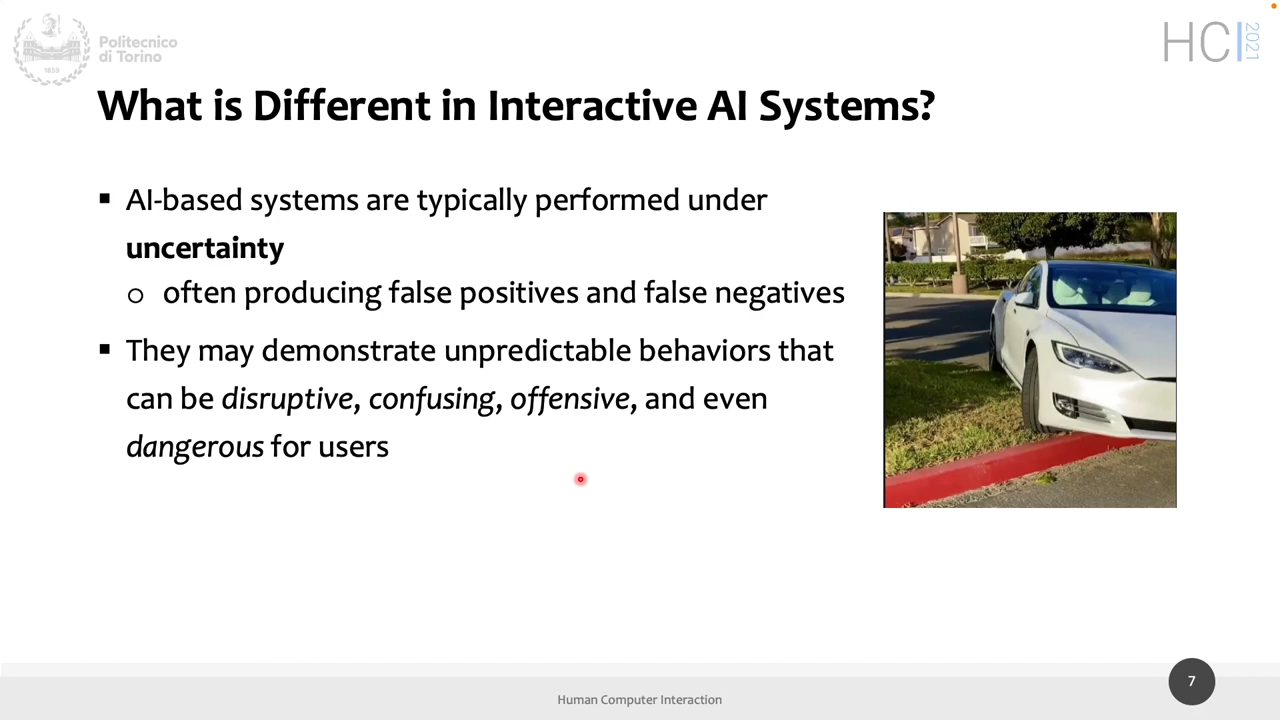 Politecnico
di Torino
1859
HCI
2021
What is Different in Interactive AI Systems?
▪ AI-based systems are typically performed under
uncertainty
o often producing false positives and false negatives
▪ They may demonstrate unpredictable behaviors that
can be disruptive, confusing, offensive, and even
dangerous for users
Human Computer Interaction
7